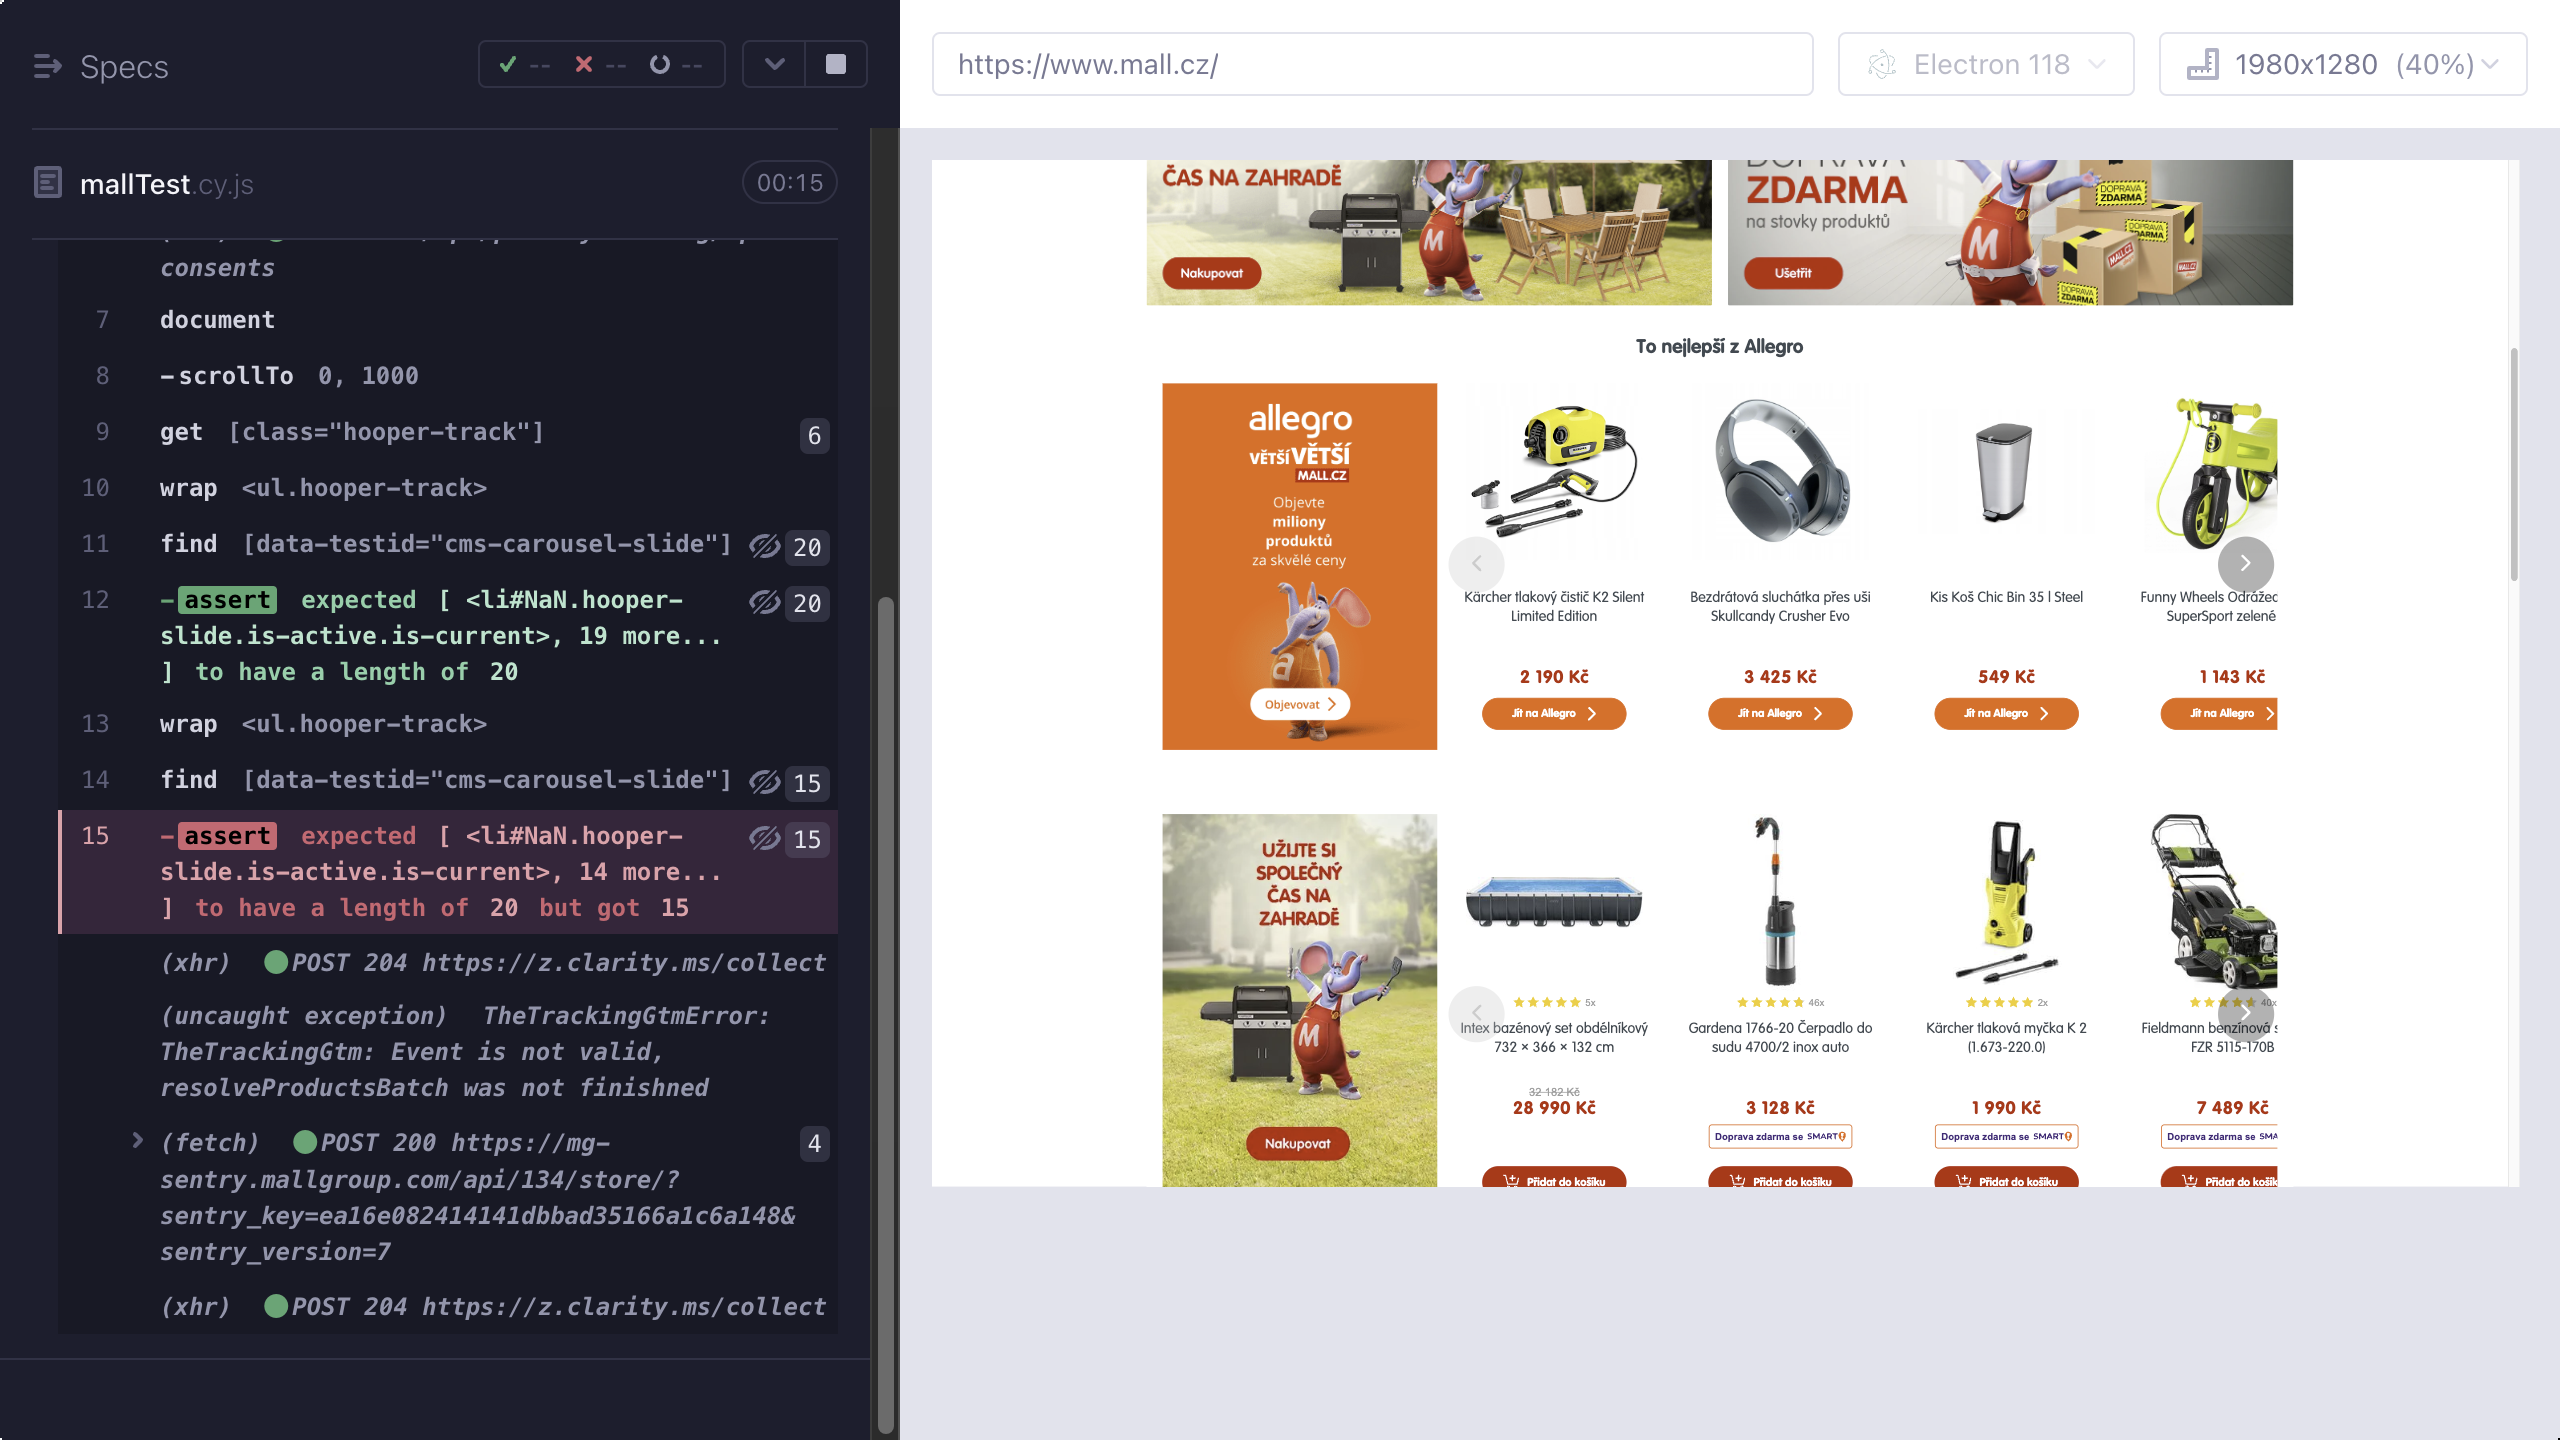 Specs
-- -- --
mallTest.cy.js
00:15
consents
7 document
8 -scrollTo 0, 1000
9 get [class="hooper-track"] 6
10 wrap <ul.hooper-track>
11 find [data-testid="cms-carousel-slide"] 20
12 -assert expected [ <li#NaN.hooper- 20
slide.is-active.is-current>, 19 more...
] to have a length of 20
13 wrap <ul.hooper-track>
14 find [data-testid="cms-carousel-slide"] 15
15 -assert expected [ <li#NaN.hooper- 15
slide.is-active.is-current>, 14 more...
] to have a length of 20 but got 15
(xhr) POST 204 https://z.clarity.ms/collect
(uncaught exception) TheTrackingGtmError:
TheTrackingGtm: Event is not valid,
resolveProductsBatch was not finishned
(fetch) POST 200 https://mg- 4
sentry.mallgroup.com/api/134/store/?
sentry_key=ea16e082414141dbbad35166a1c6a148&
sentry_version=7
(xhr) POST 204 https://z.clarity.ms/collect
https://www.mall.cz/
Electron 118
1980x1280 (40%)
ČAS NA ZAHRADĚ
Nakupovat
M
DOPRAVA
ZDARMA
na stovky produktů
Ušetřit
M
DOPRAVA
ZDARMA
DOPRAVA
ZDARMA
DOPRAVA
ZDARMA
MALL.CZ
MALL.CZ
To nejlepší z Allegro
allegro
VĚTŠÍ VĚTŠÍ
MALL.CZ
Objevte
miliony
produktů
za skvělé ceny
a
Objevovat
Kärcher tlakový čistič K2 Silent
Limited Edition
2 190 Kč
Jít na Allegro
Bezdrátová sluchátka přes uši
Skullcandy Crusher Evo
3 425 Kč
Jít na Allegro
Kis Koš Chic Bin 35 l Steel
549 Kč
Jít na Allegro
Funny Wheels Odrážec
SuperSport zelené
1 143 Kč
Jít na Allegro
UŽIJTE SI
SPOLEČNÝ
ČAS NA
ZAHRADĚ
M
Nakupovat
5x
Intex bazénový set obdélníkový
732 × 366 × 132 cm
32 182 Kč
28 990 Kč
Přidat do košíku
46x
Gardena 1766-20 Čerpadlo do
sudu 4700/2 inox auto
3 128 Kč
Doprava zdarma se SMART
Přidat do košíku
2x
Kärcher tlaková myčka K 2
(1.673-220.0)
1 990 Kč
Doprava zdarma se SMART
Přidat do košíku
40x
Fieldmann benzínová s
FZR 5115-170B
7 489 Kč
Doprava zdarma se SMA
Přidat do košík